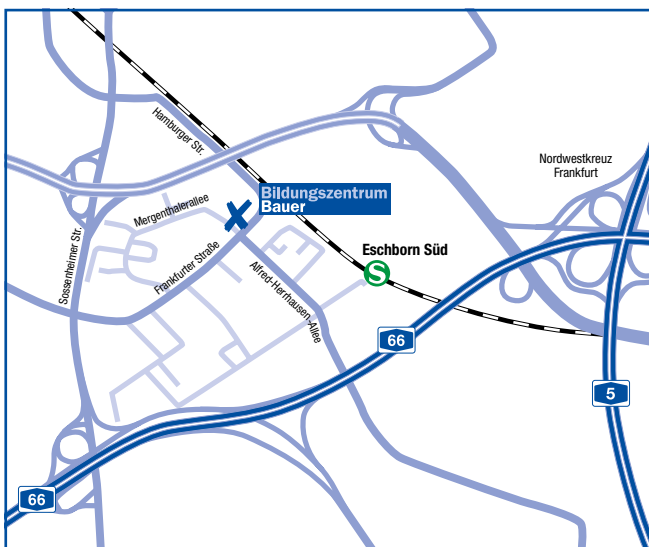 Hamburger Str.
Nordwestkreuz
Frankfurt
Bildungszentrum
Bauer
Mergenthalerallee
Sossenheimer Str.
Frankfurter Straße
Eschborn Süd
S
Alfred-Herrhausen-Allee
66
5
66